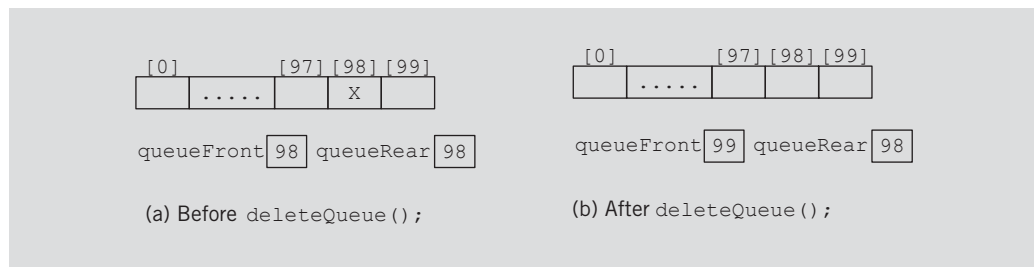 [0] [97] [98] [99]
..... X
queueFront 98 queueRear 98
(a) Before deleteQueue();
[0] [97] [98] [99]
.....
queueFront 99 queueRear 98
(b) After deleteQueue();